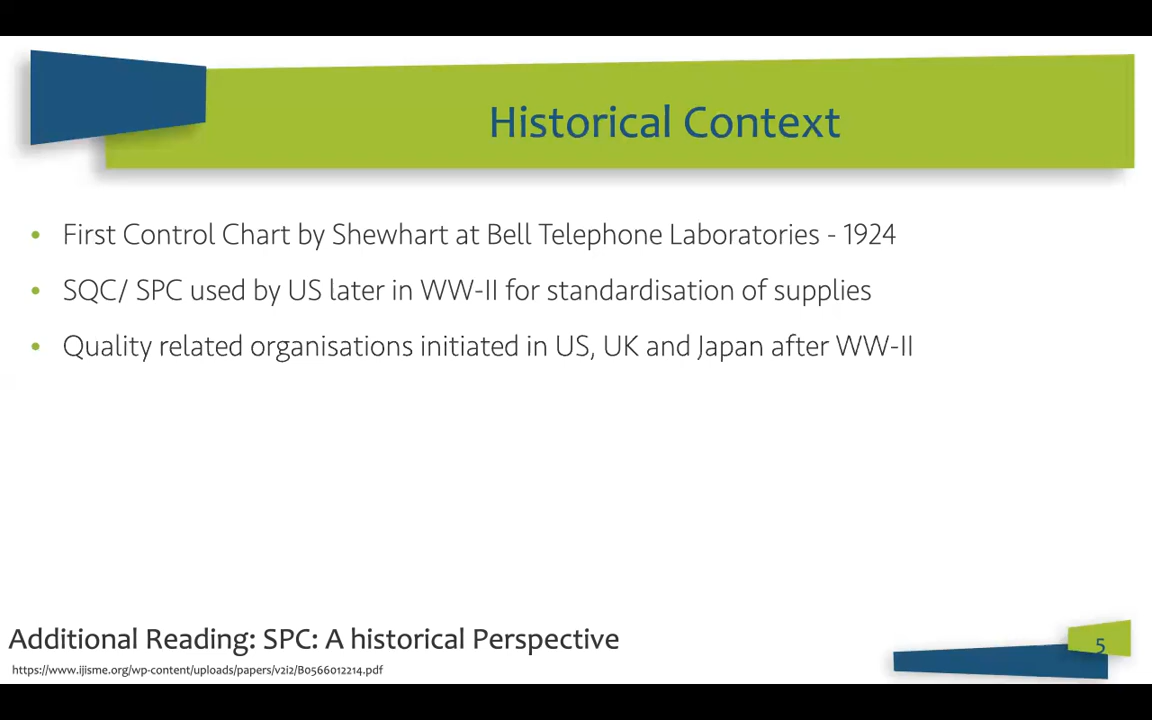 Historical Context
• First Control Chart by Shewhart at Bell Telephone Laboratories - 1924
• SQC/ SPC used by US later in WW-II for standardisation of supplies
• Quality related organisations initiated in US, UK and Japan after WW-II
Additional Reading: SPC: A historical Perspective
https://www.ijisme.org/wp-content/uploads/papers/v2i2/B0566012214.pdf
5